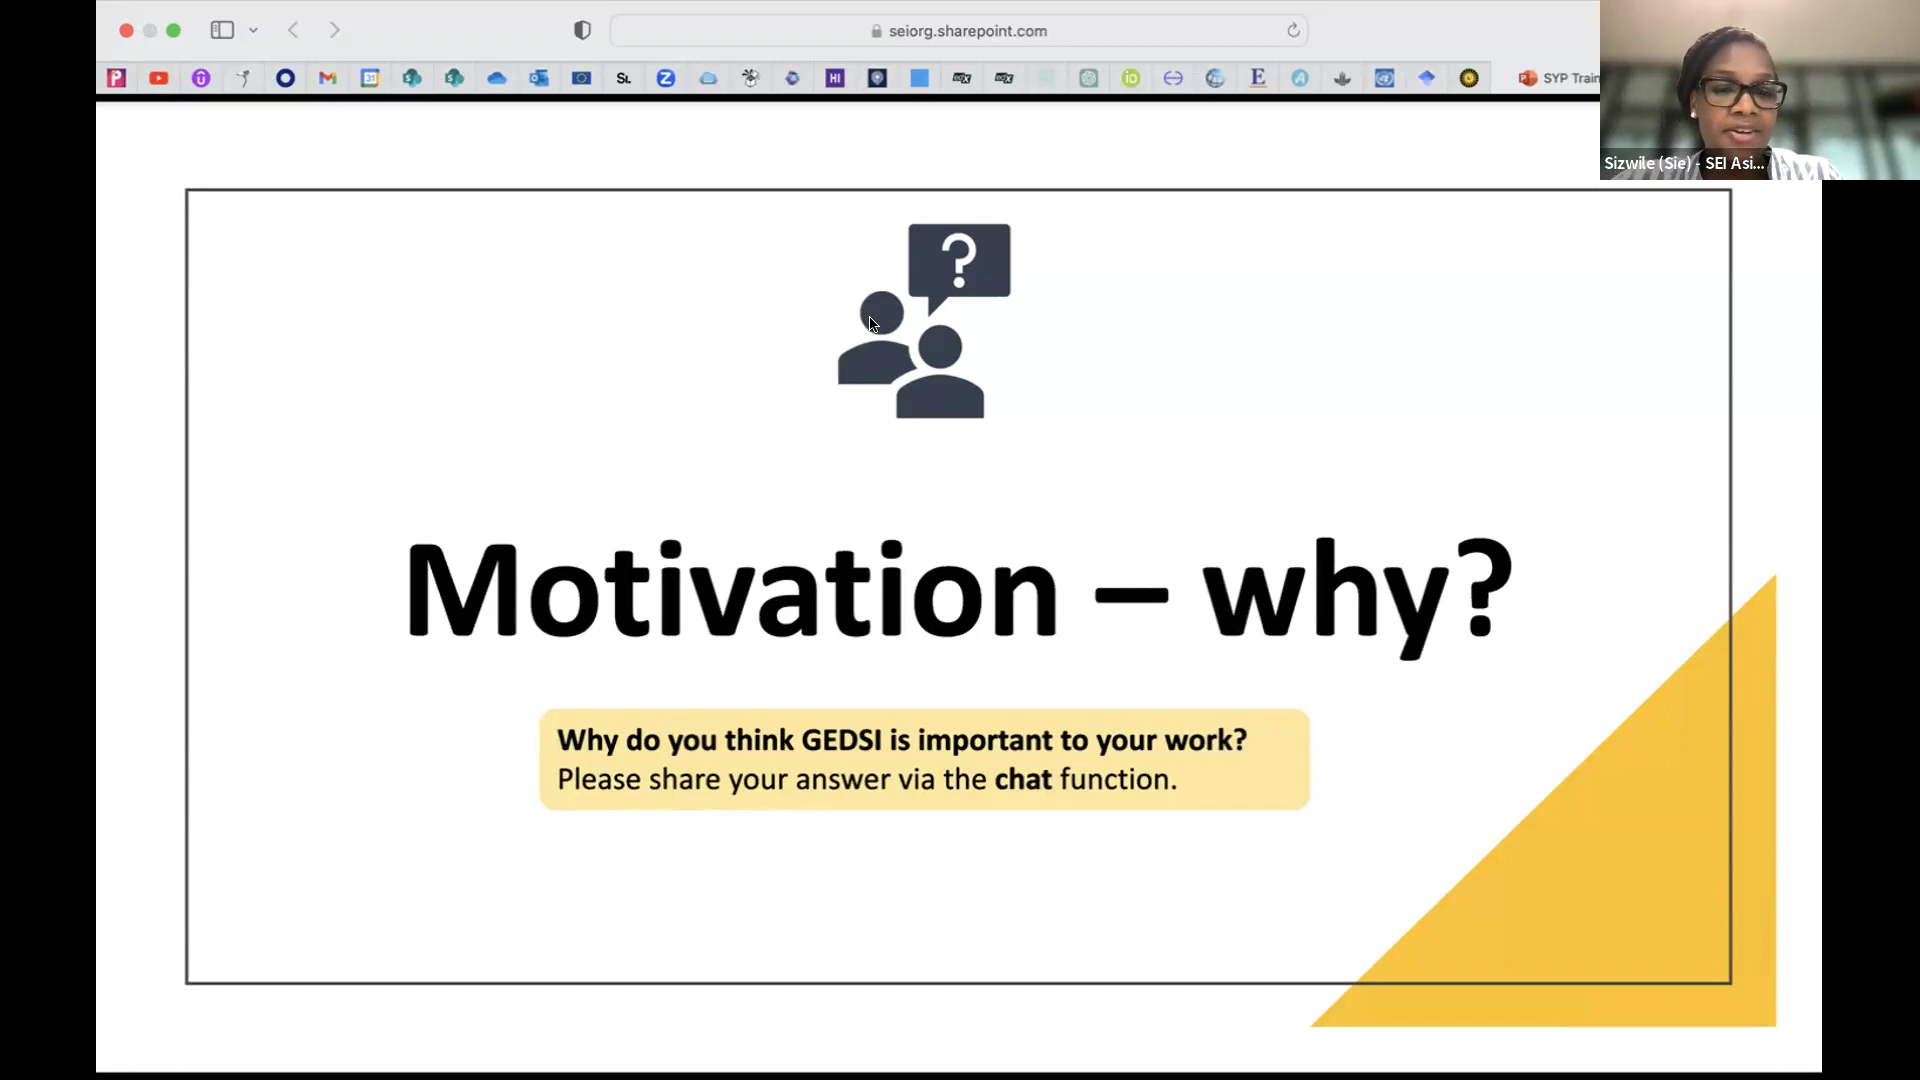 seiorg.sharepoint.com
SYP Train
Sizwile (Sie) - SEI Asi...
?
Motivation – why?
Why do you think GEDSI is important to your work?
Please share your answer via the chat function.